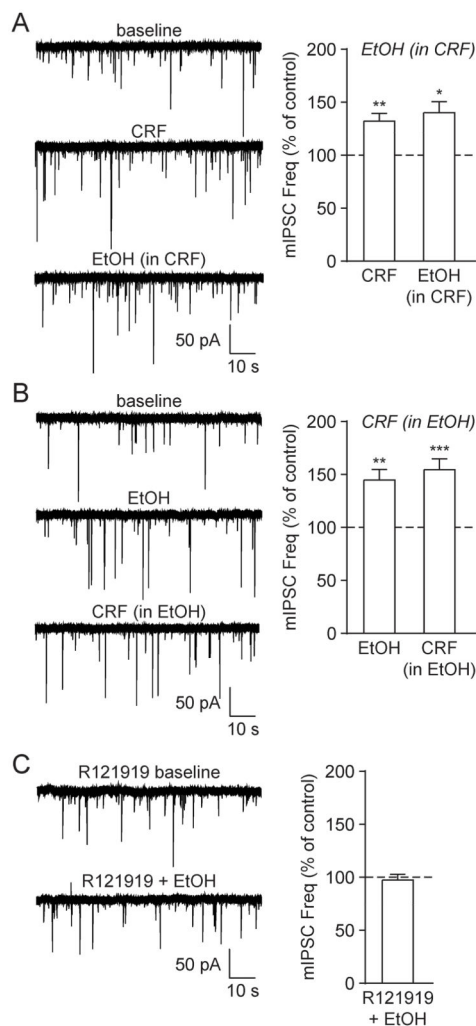 A
baseline
CRF
EtOH (in CRF)
50 pA
10 s
EtOH (in CRF)
mIPSC Freq (% of control)
200
150
100
50
0
**
*
CRF
EtOH
(in CRF)
B
baseline
EtOH
CRF (in EtOH)
50 pA
10 s
CRF (in EtOH)
mIPSC Freq (% of control)
200
150
100
50
0
**
***
EtOH
CRF
(in EtOH)
C
R121919 baseline
R121919 + EtOH
50 pA
10 s
mIPSC Freq (% of control)
200
150
100
50
0
R121919
+ EtOH